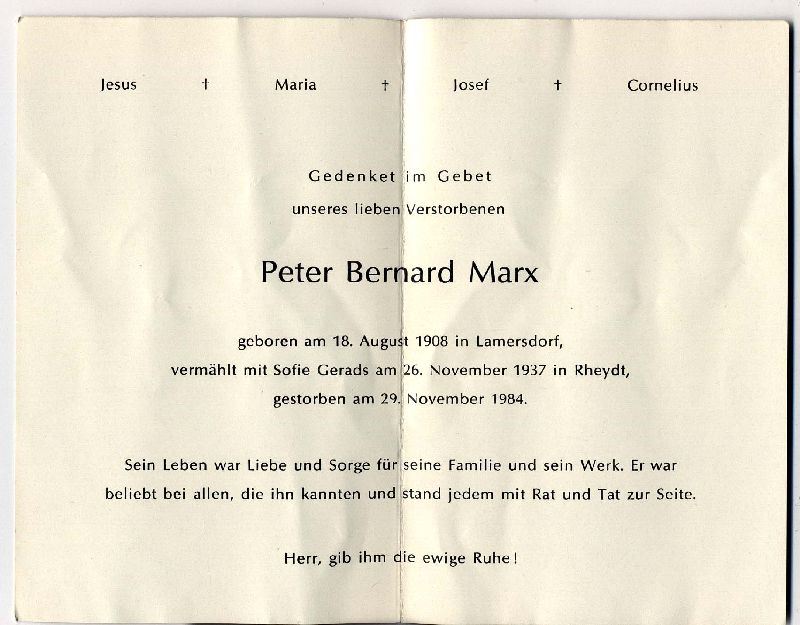 Jesus † Maria † Josef † Cornelius
Gedenket im Gebet
unseres lieben Verstorbenen
Peter Bernard Marx
geboren am 18. August 1908 in Lamersdorf,
vermählt mit Sofie Gerads am 26. November 1937 in Rheydt,
gestorben am 29. November 1984.
Sein Leben war Liebe und Sorge für seine Familie und sein Werk. Er war
beliebt bei allen, die ihn kannten und stand jedem mit Rat und Tat zur Seite.
Herr, gib ihm die ewige Ruhe!